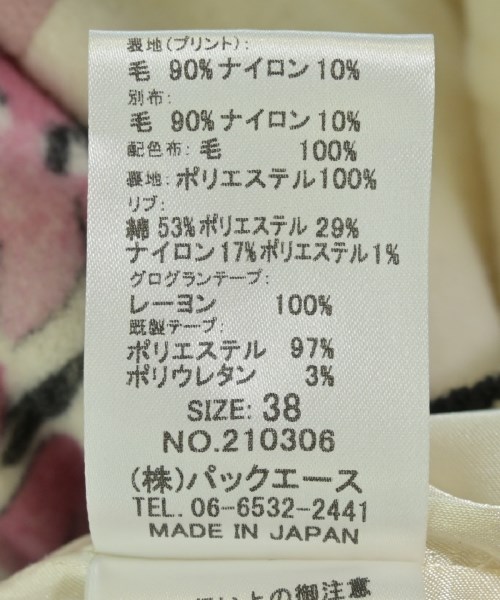 表地(プリント):
毛 90%ナイロン10%
別布:
毛 90%ナイロン10%
配色布:毛 100%
裏地:ポリエステル100%
リブ:
綿 53%ポリエステル 29%
ナイロン17%ポリエステル1%
グログランテープ:
レーヨン 100%
既製テープ:
ポリエステル 97%
ポリウレタン 3%
SIZE: 38
NO.210306
(株)パックエース
TEL. 06-6532-2441
MADE IN JAPAN
上の御注意